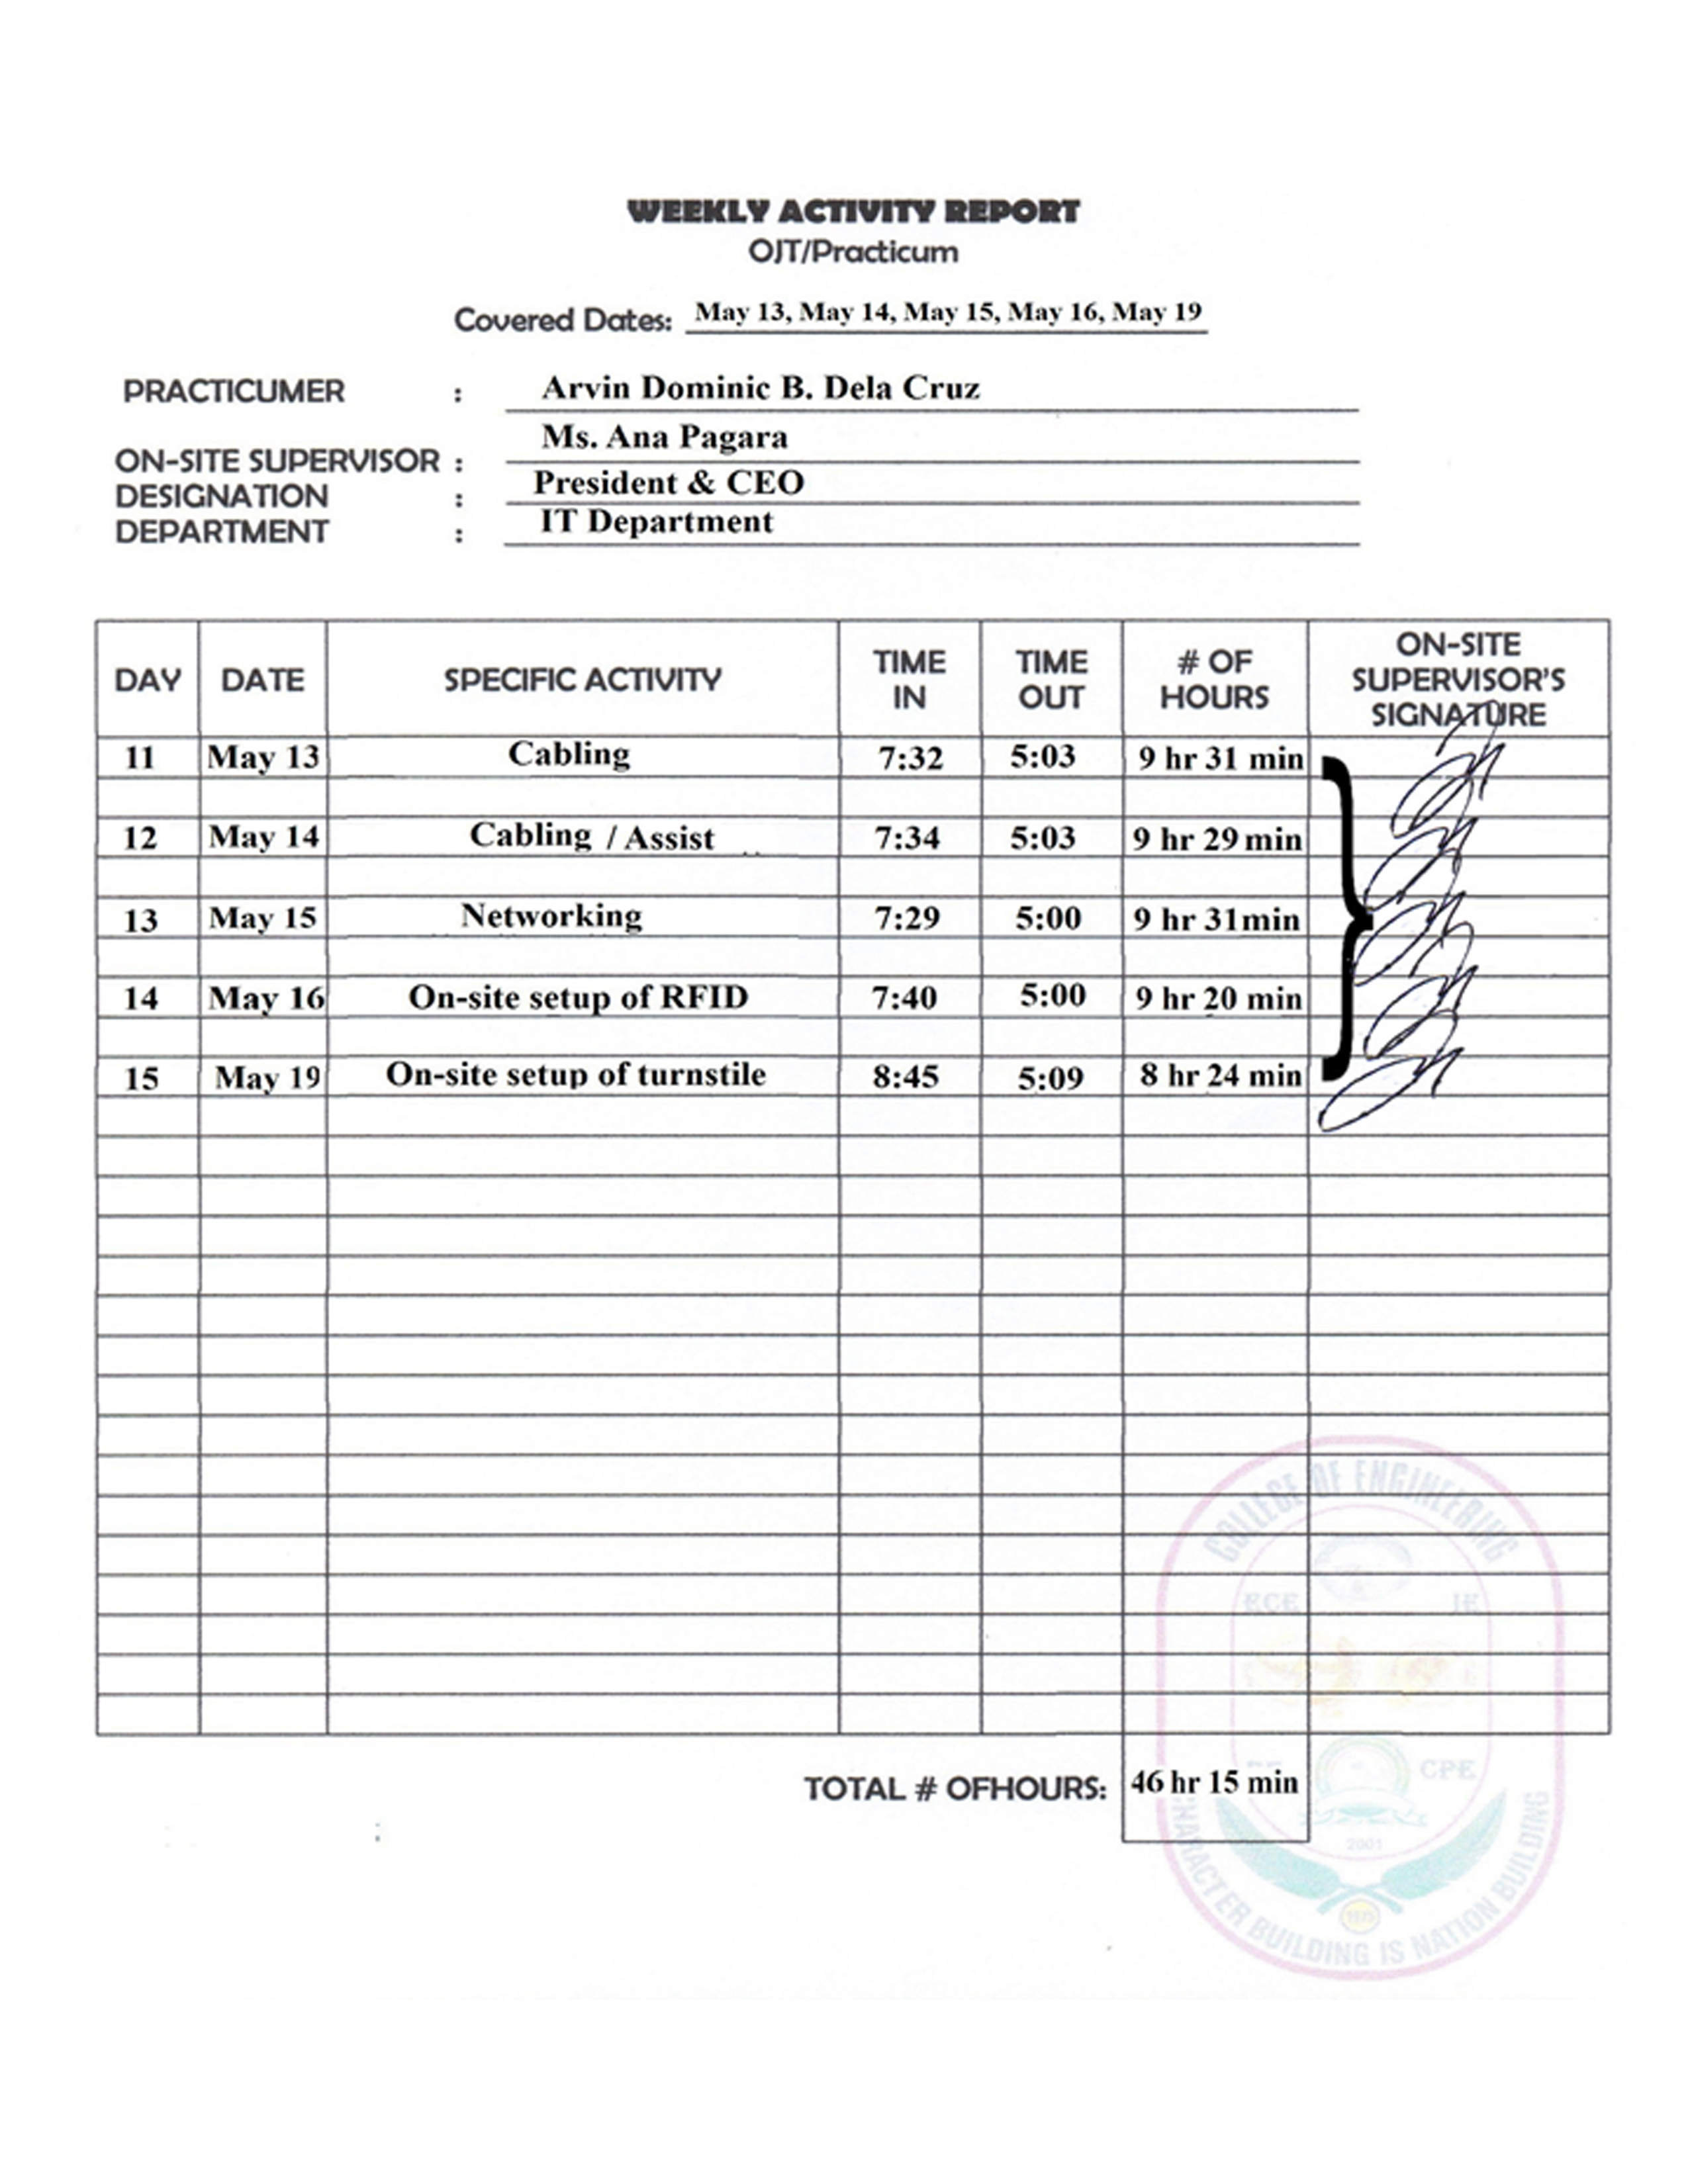 WEEKLY ACTIVITY REPORT
OJT/Practicum
Covered Dates: May 13, May 14, May 15, May 16, May 19
PRACTICUMER : Arvin Dominic B. Dela Cruz
ON-SITE SUPERVISOR : Ms. Ana Pagara
DESIGNATION : President & CEO
DEPARTMENT : IT Department
DAY DATE SPECIFIC ACTIVITY TIME IN TIME OUT # OF HOURS ON-SITE SUPERVISOR'S SIGNATURE
11 May 13 Cabling 7:32 5:03 9 hr 31 min
12 May 14 Cabling / Assist 7:34 5:03 9 hr 29 min
13 May 15 Networking 7:29 5:00 9 hr 31min
14 May 16 On-site setup of RFID 7:40 5:00 9 hr 20 min
15 May 19 On-site setup of turnstile 8:45 5:09 8 hr 24 min
TOTAL # OFHOURS: 46 hr 15 min
COLLEGE OF ENGINEERING
ECE IE
CPE
2001
CHARACTER BUILDING IS NATION BUILDING